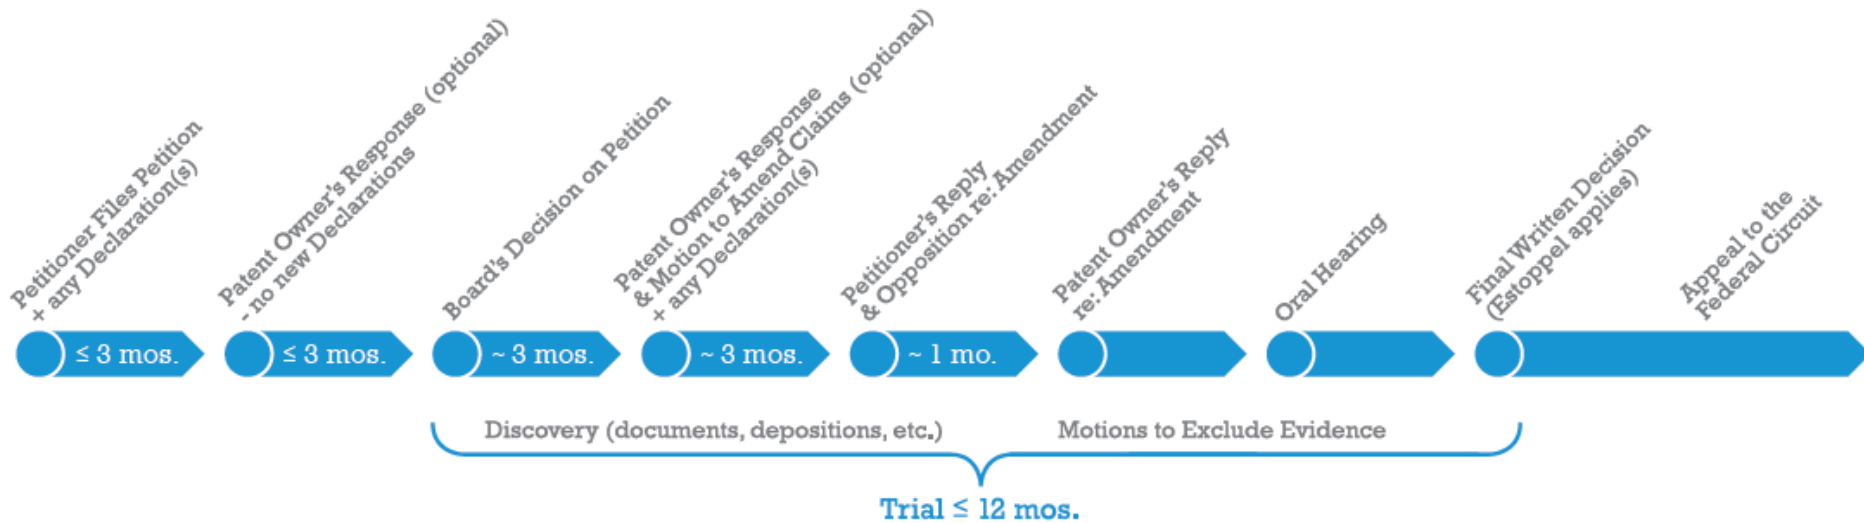 Petitioner Files Petition
+ any Declaration(s)
Patent Owner's Response (optional)
- no new Declarations
Board's Decision on Petition
Patent Owner's Response
& Motion to Amend Claims (optional)
+ any Declaration(s)
Petitioner's Reply
& Opposition re: Amendment
Patent Owner's Reply
re: Amendment
Oral Hearing
Final Written Decision
(Estoppel applies)
Appeal to the
Federal Circuit
≤ 3 mos.
≤ 3 mos.
~ 3 mos.
~ 3 mos.
~ 1 mo.
Discovery (documents, depositions, etc.)
Motions to Exclude Evidence
Trial ≤ 12 mos.